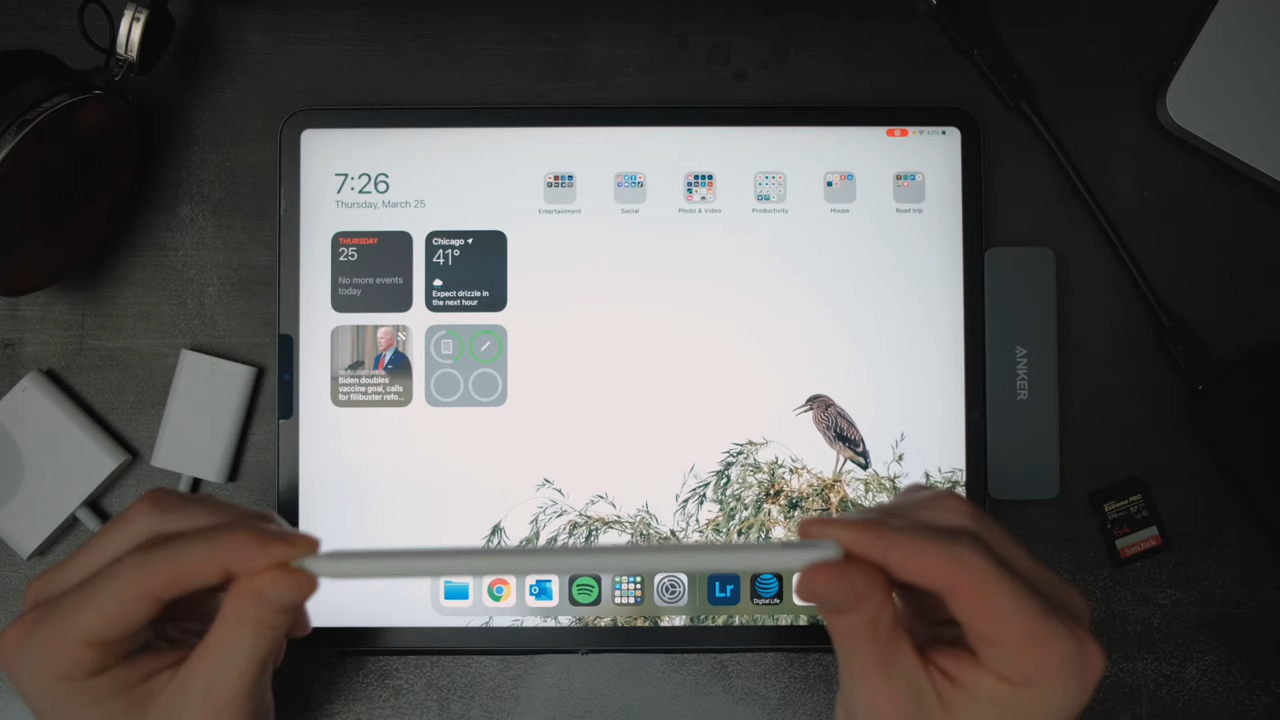 43%
7:26
Thursday, March 25
Entertainment
Social
Photo & Video
Productivity
House
Road trip
THURSDAY
25
No more events
today
Chicago
41°
Expect drizzle in
the next hour
Biden doubles
vaccine goal, calls
for filibuster refo...
ANKER
Extreme PRO
64
SanDisk
Lr
Digital Life